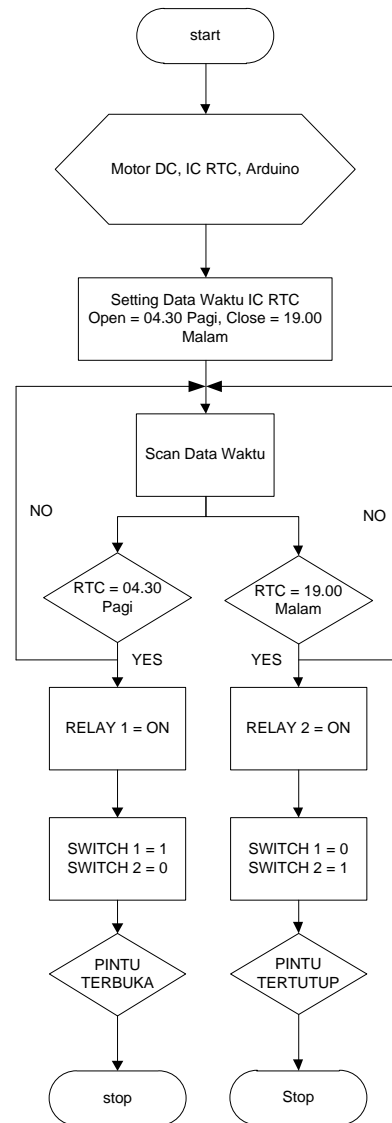 start
Motor DC, IC RTC, Arduino
Setting Data Waktu IC RTC
Open = 04.30 Pagi, Close = 19.00
Malam
Scan Data Waktu
NO
NO
RTC = 04.30
Pagi
RTC = 19.00
Malam
YES
YES
RELAY 1 = ON
RELAY 2 = ON
SWITCH 1 = 1
SWITCH 2 = 0
SWITCH 1 = 0
SWITCH 2 = 1
PINTU
TERBUKA
PINTU
TERTUTUP
stop
Stop